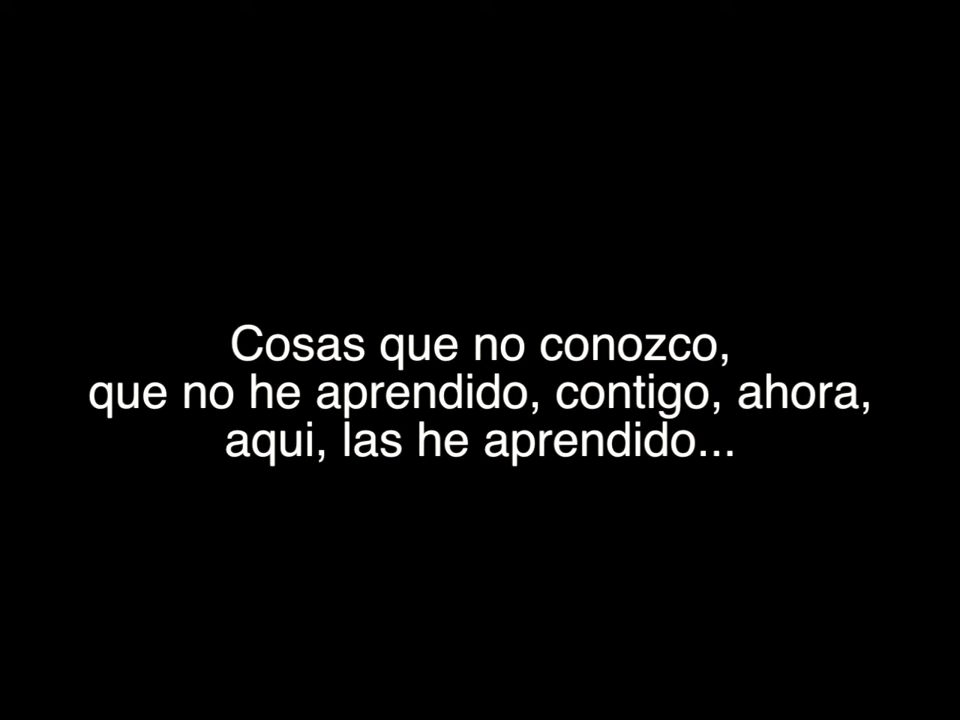 Cosas que no conozco,
que no he aprendido, contigo, ahora,
aqui, las he aprendido...